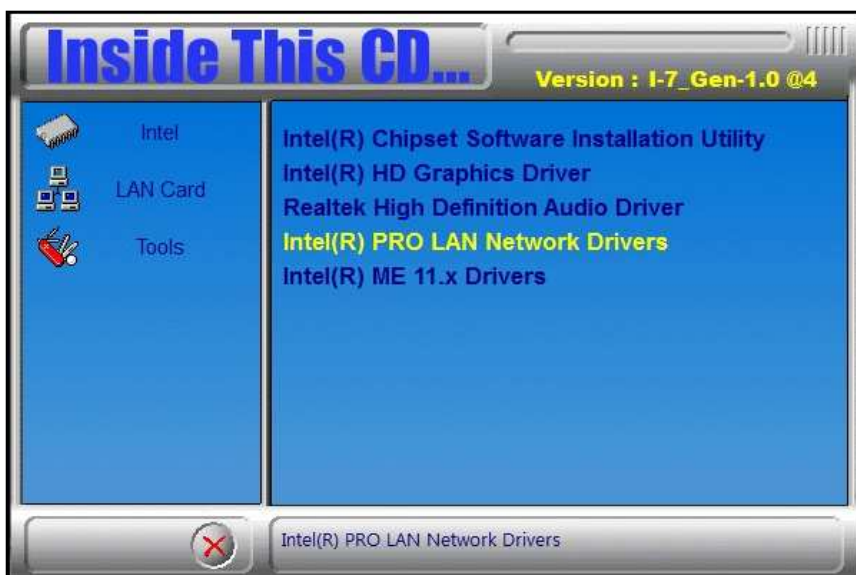 Inside This CD...
Version : I-7_Gen-1.0 @4
Intel
LAN Card
Tools
Intel(R) Chipset Software Installation Utility
Intel(R) HD Graphics Driver
Realtek High Definition Audio Driver
Intel(R) PRO LAN Network Drivers
Intel(R) ME 11.x Drivers
Intel(R) PRO LAN Network Drivers